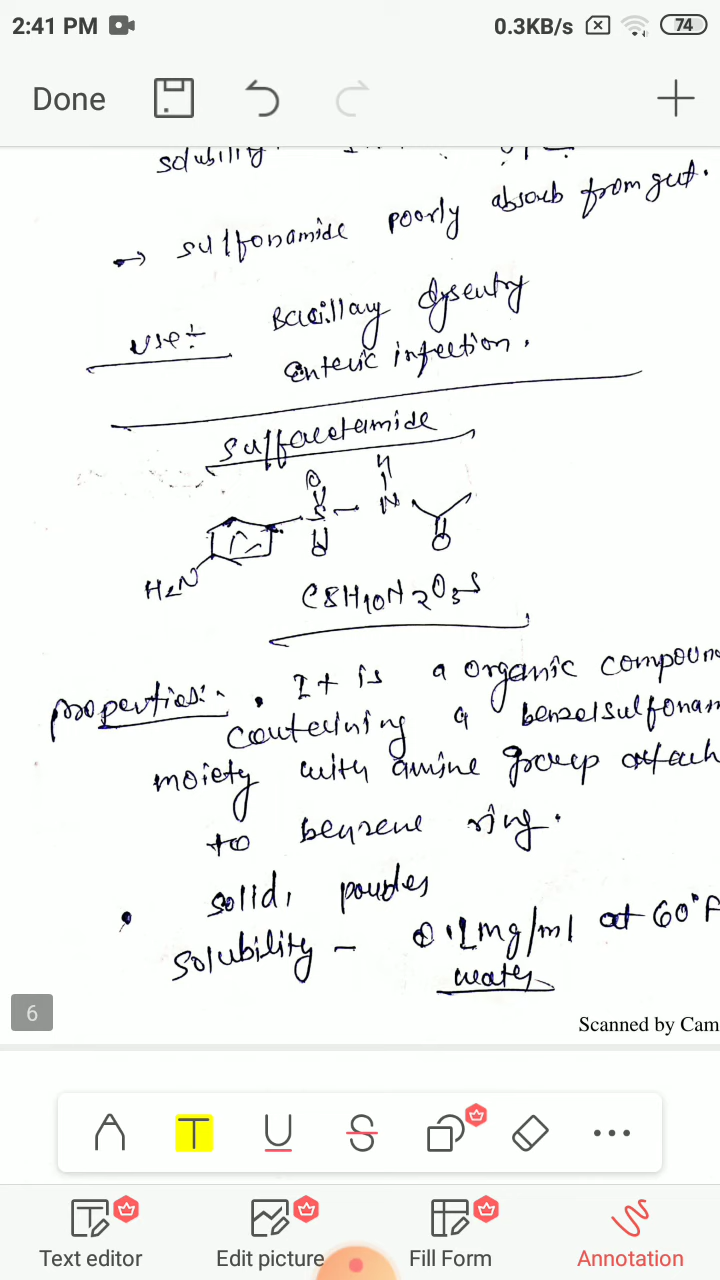 2:41 PM 0.3KB/s 74
Done
solubility
→ sulfonamide poorly absorb from gut.
use:- Bacillary dysentry
enteric infection.
sulfacetamide
O H
S N
O O
H2N
C8H10N2O3S
properties:- . It is a organic compoun
containing a benzelsulfonam
moiety with amine group attach
to benzene ring.
• solid, powder
solubility - mg/ml at 60°F
water
6
Scanned by Cam
T U S
Text editor Edit picture Fill Form Annotation